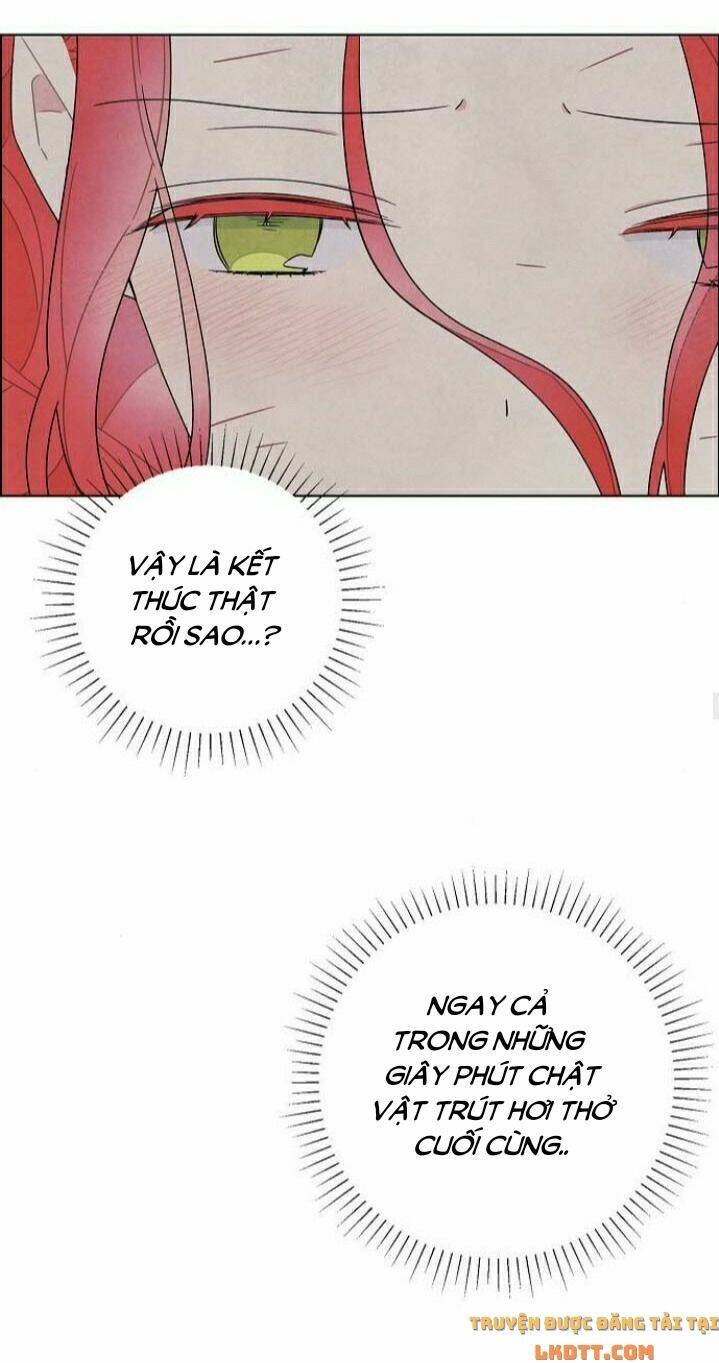 VẬY LÀ KẾT
THÚC THẬT
RỒI SAO...?
NGAY CẢ
TRONG NHỮNG
GIÂY PHÚT CHẬT
VẬT TRÚT HƠI THỞ
CUỐI CÙNG..
TRUYỆN ĐƯỢC ĐĂNG TẢI TẠI
LKDTT.COM